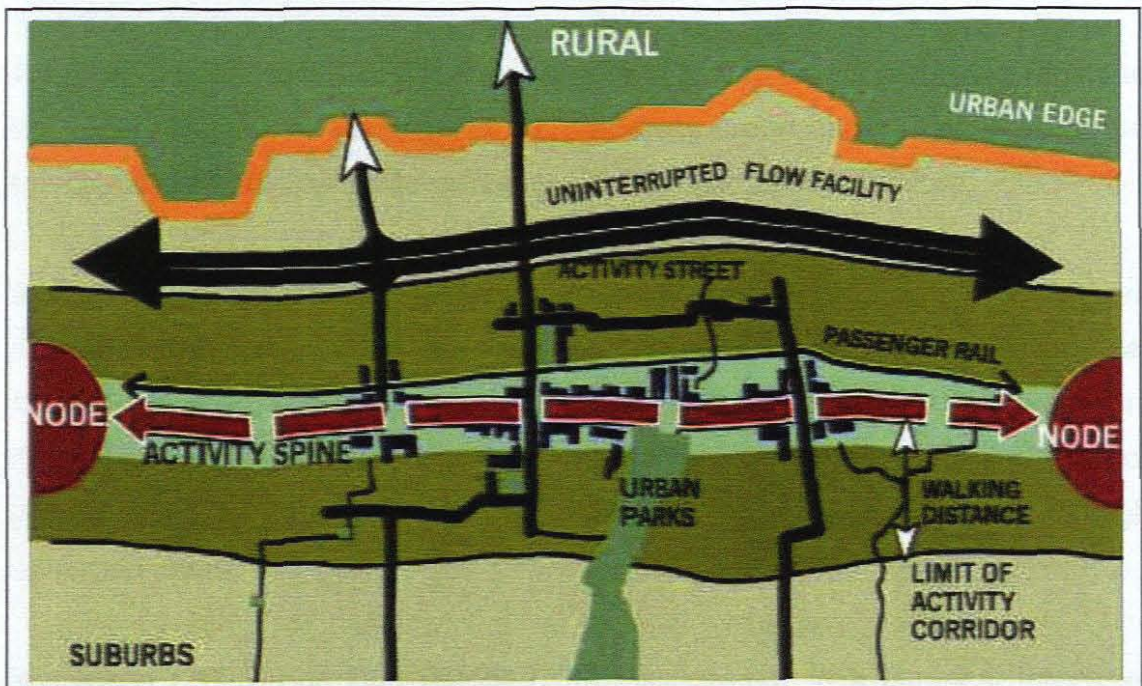 RURAL
URBAN EDGE
UNINTERRUPTED FLOW FACILITY
ACTIVITY STREET
PASSENGER RAIL
NODE
NODE
ACTIVITY SPINE
URBAN
PARKS
WALKING
DISTANCE
LIMIT OF
ACTIVITY
CORRIDOR
SUBURBS